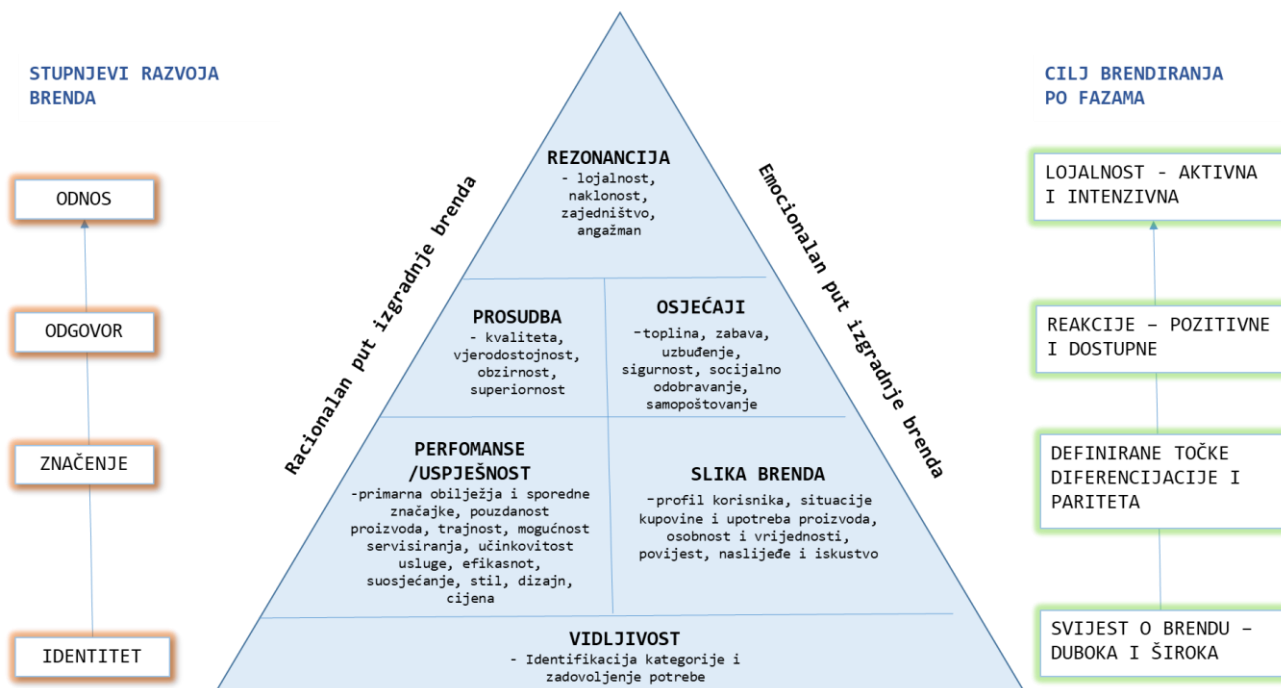 STUPNJEVI RAZVOJA
BRENDA
ODNOS
ODGOVOR
ZNAČENJE
IDENTITET
Racionalan put izgradnje brenda
REZONANCIJA
- lojalnost,
naklonost,
zajedništvo,
angažman
PROSUDBA
- kvaliteta,
vjerodostojnost,
obzirnost,
superiornost
OSJEĆAJI
-toplina, zabava,
uzbuđenje,
sigurnost, socijalno
odobravanje,
samopoštovanje
PERFOMANSE
/USPJEŠNOST
-primarna obilježja i sporedne
značajke, pouzdanost
proizvoda, trajnost, mogućnost
servisiranja, učinkovitost
usluge, efikasnot,
suosjećanje, stil, dizajn,
cijena
SLIKA BRENDA
-profil korisnika, situacije
kupovine i upotreba proizvoda,
osobnost i vrijednosti,
povijest, naslijeđe i iskustvo
VIDLJIVOST
- Identifikacija kategorije i
zadovoljenje potrebe
Emocionalan put izgradnje brenda
CILJ BRENDIRANJA
PO FAZAMA
LOJALNOST - AKTIVNA
I INTENZIVNA
REAKCIJE – POZITIVNE
I DOSTUPNE
DEFINIRANE TOČKE
DIFERENCIJACIJE I
PARITETA
SVIJEST O BRENDU –
DUBOKA I ŠIROKA